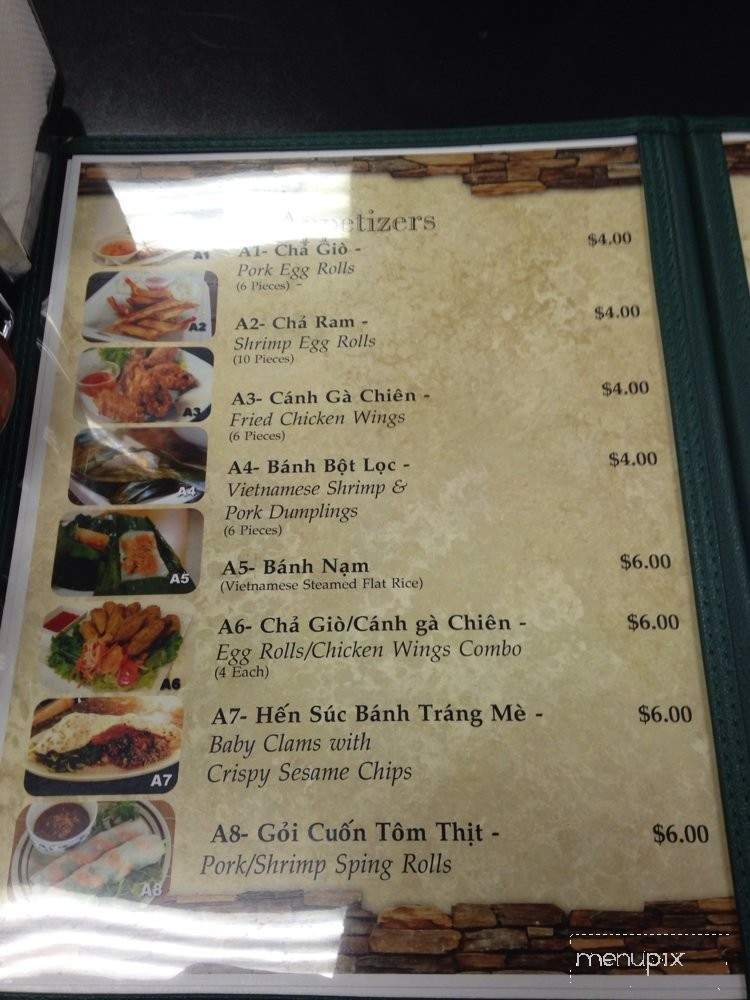 Appetizers
A1
A1- Chả Giò -
$4.00
Pork Egg Rolls
(6 Pieces) -
A2
A2- Chả Ram -
$4.00
Shrimp Egg Rolls
(10 Pieces)
A3
A3- Cánh Gà Chiên -
$4.00
Fried Chicken Wings
(6 Pieces)
A4
A4- Bánh Bột Lọc -
$4.00
Vietnamese Shrimp &
Pork Dumplings
(6 Pieces)
A5
A5- Bánh Nạm
$6.00
(Vietnamese Steamed Flat Rice)
A6
A6- Chả Giò/Cánh gà Chiên -
$6.00
Egg Rolls/Chicken Wings Combo
(4 Each)
A7
A7- Hến Súc Bánh Tráng Mè -
$6.00
Baby Clams with
Crispy Sesame Chips
A8
A8- Gỏi Cuốn Tôm Thịt -
$6.00
Pork/Shrimp Sping Rolls
menupix